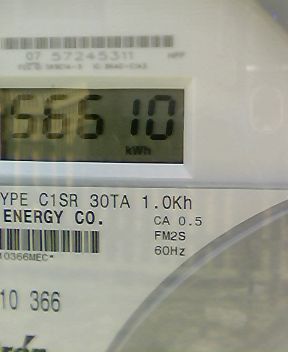 07 57245311
56610
kWh
YPE C1SR 30TA 1.0Kh
ENERGY CO.
CA 0.5
FM2S
60Hz
10366MEC*
10 366